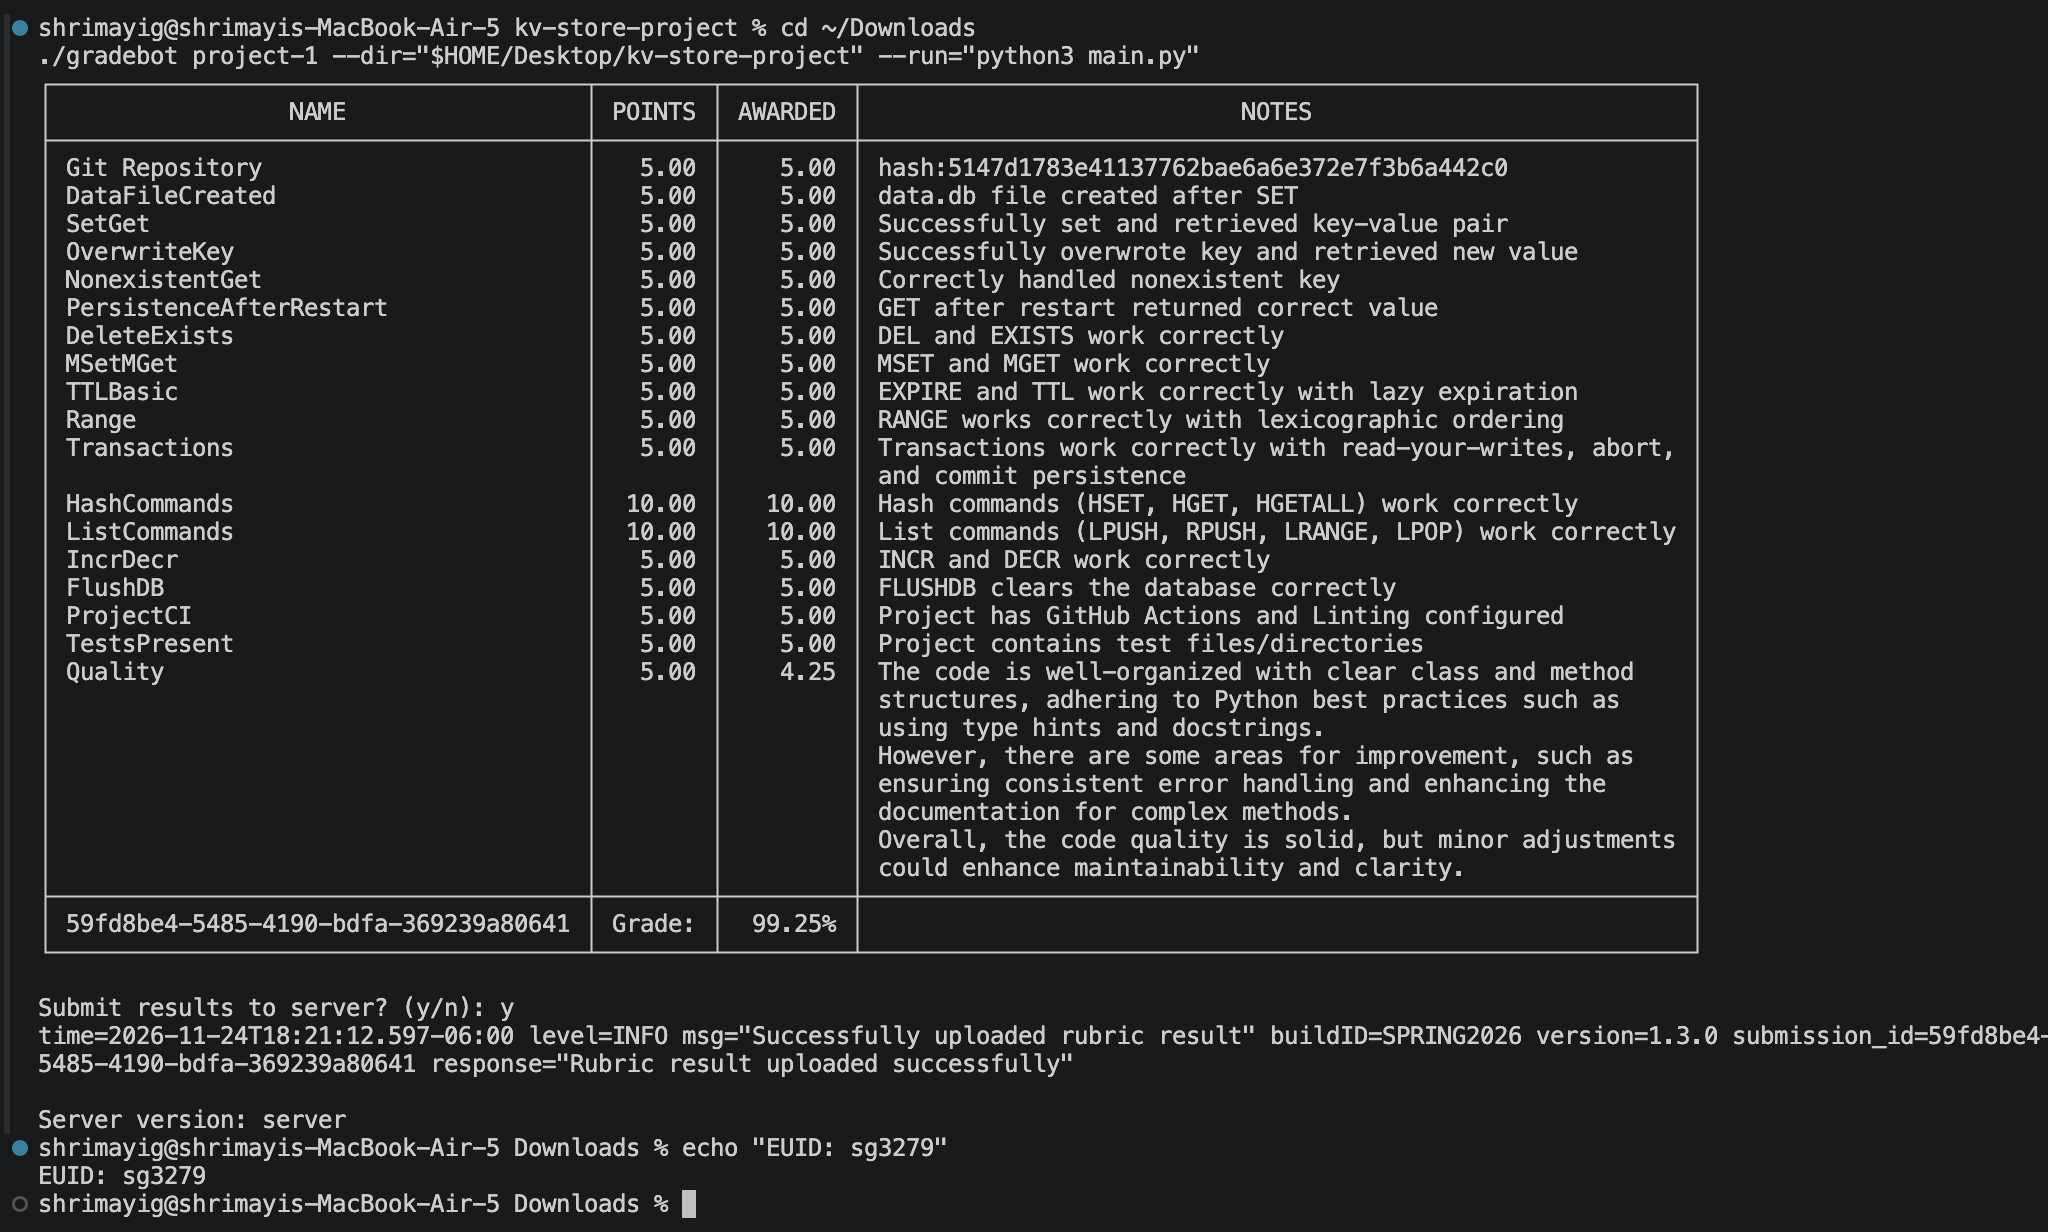 shrimayig@shrimayis-MacBook-Air-5 kv-store-project % cd ~/Downloads
./gradebot project-1 --dir="$HOME/Desktop/kv-store-project" --run="python3 main.py"
NAME POINTS AWARDED NOTES
Git Repository 5.00 5.00 hash:5147d1783e41137762bae6a6e372e7f3b6a442c0
DataFileCreated 5.00 5.00 data.db file created after SET
SetGet 5.00 5.00 Successfully set and retrieved key-value pair
OverwriteKey 5.00 5.00 Successfully overwrote key and retrieved new value
NonexistentGet 5.00 5.00 Correctly handled nonexistent key
PersistenceAfterRestart 5.00 5.00 GET after restart returned correct value
DeleteExists 5.00 5.00 DEL and EXISTS work correctly
MSetMGet 5.00 5.00 MSET and MGET work correctly
TTLBasic 5.00 5.00 EXPIRE and TTL work correctly with lazy expiration
Range 5.00 5.00 RANGE works correctly with lexicographic ordering
Transactions 5.00 5.00 Transactions work correctly with read-your-writes, abort,
and commit persistence
HashCommands 10.00 10.00 Hash commands (HSET, HGET, HGETALL) work correctly
ListCommands 10.00 10.00 List commands (LPUSH, RPUSH, LRANGE, LPOP) work correctly
IncrDecr 5.00 5.00 INCR and DECR work correctly
FlushDB 5.00 5.00 FLUSHDB clears the database correctly
ProjectCI 5.00 5.00 Project has GitHub Actions and Linting configured
TestsPresent 5.00 5.00 Project contains test files/directories
Quality 5.00 4.25 The code is well-organized with clear class and method
structures, adhering to Python best practices such as
using type hints and docstrings.
However, there are some areas for improvement, such as
ensuring consistent error handling and enhancing the
documentation for complex methods.
Overall, the code quality is solid, but minor adjustments
could enhance maintainability and clarity.
59fd8be4-5485-4190-bdfa-369239a80641 Grade: 99.25%
Submit results to server? (y/n): y
time=2026-11-24T18:21:12.597-06:00 level=INFO msg="Successfully uploaded rubric result" buildID=SPRING2026 version=1.3.0 submission_id=59fd8be4-
5485-4190-bdfa-369239a80641 response="Rubric result uploaded successfully"
Server version: server
shrimayig@shrimayis-MacBook-Air-5 Downloads % echo "EUID: sg3279"
EUID: sg3279
shrimayig@shrimayis-MacBook-Air-5 Downloads %